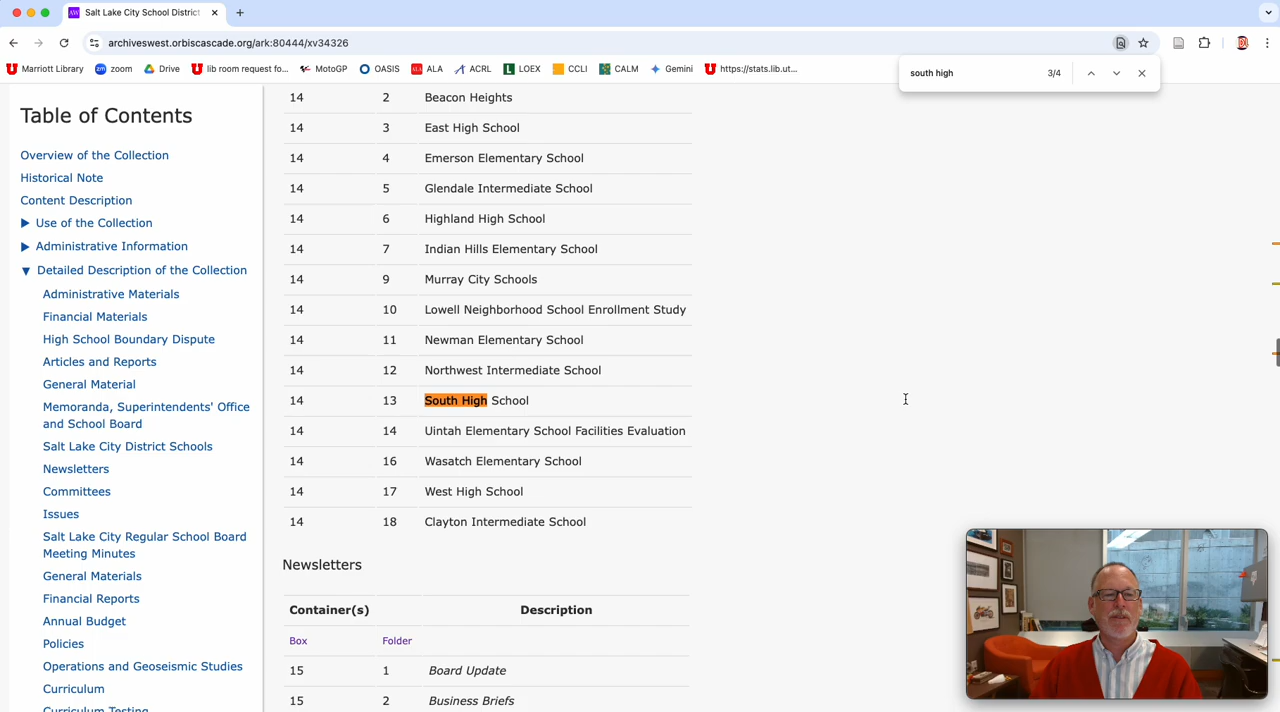 Salt Lake City School District
archiveswest.orbiscascade.org/ark:80444/xv34326
Marriott Library
zoom
Drive
lib room request fo...
MotoGP
OASIS
ALA
ACRL
LOEX
CCLI
CALM
Gemini
https://stats.lib.ut...
south high
3/4
Table of Contents
Overview of the Collection
Historical Note
Content Description
Use of the Collection
Administrative Information
Detailed Description of the Collection
Administrative Materials
Financial Materials
High School Boundary Dispute
Articles and Reports
General Material
Memoranda, Superintendents' Office
and School Board
Salt Lake City District Schools
Newsletters
Committees
Issues
Salt Lake City Regular School Board
Meeting Minutes
General Materials
Financial Reports
Annual Budget
Policies
Operations and Geoseismic Studies
Curriculum
Curriculum Testing
14 2 Beacon Heights
14 3 East High School
14 4 Emerson Elementary School
14 5 Glendale Intermediate School
14 6 Highland High School
14 7 Indian Hills Elementary School
14 9 Murray City Schools
14 10 Lowell Neighborhood School Enrollment Study
14 11 Newman Elementary School
14 12 Northwest Intermediate School
14 13 South High School
14 14 Uintah Elementary School Facilities Evaluation
14 16 Wasatch Elementary School
14 17 West High School
14 18 Clayton Intermediate School
Newsletters
Container(s) Description
Box Folder
15 1 Board Update
15 2 Business Briefs